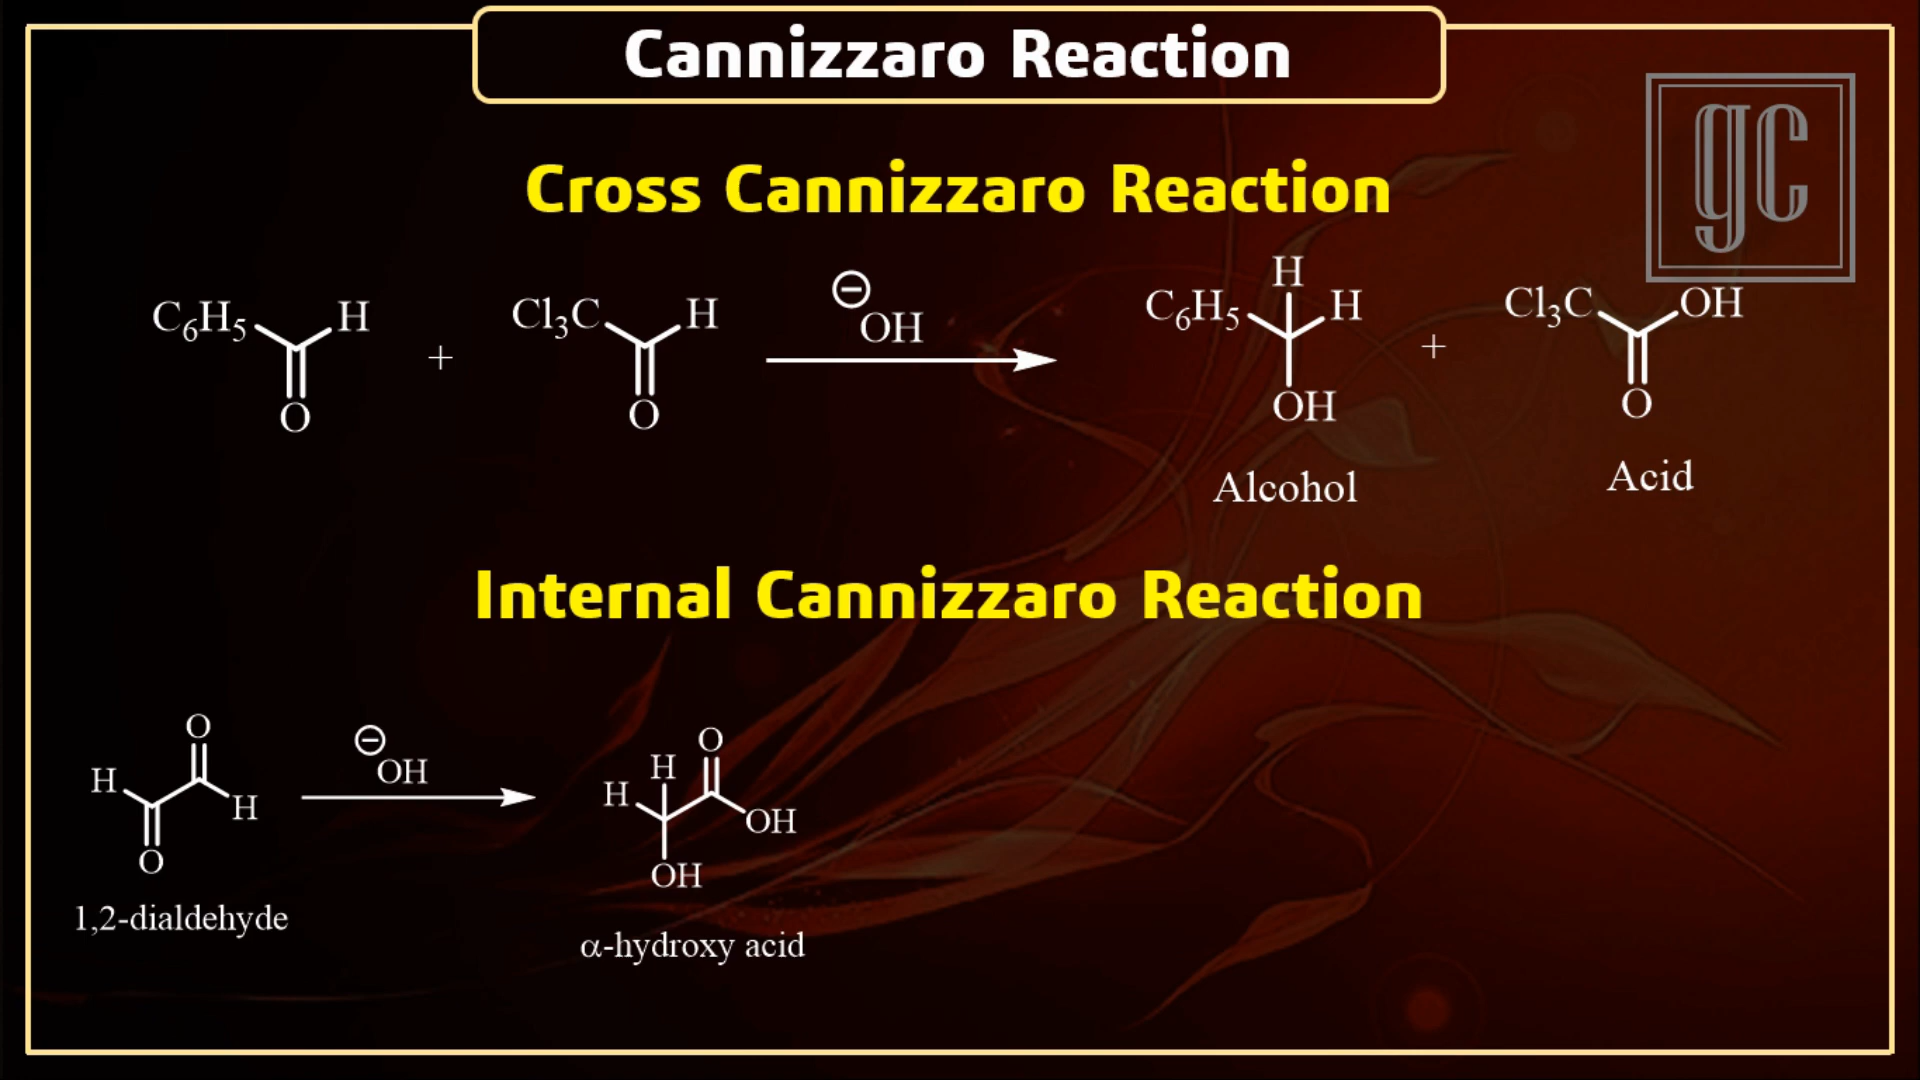 Cannizzaro Reaction
gc
Cross Cannizzaro Reaction
C₆H₅ H O + Cl₃C H O ⊖OH C₆H₅ H H OH + Cl₃C OH O
Alcohol Acid
Internal Cannizzaro Reaction
H O O H ⊖OH H H OH O OH
1,2-dialdehyde
α-hydroxy acid